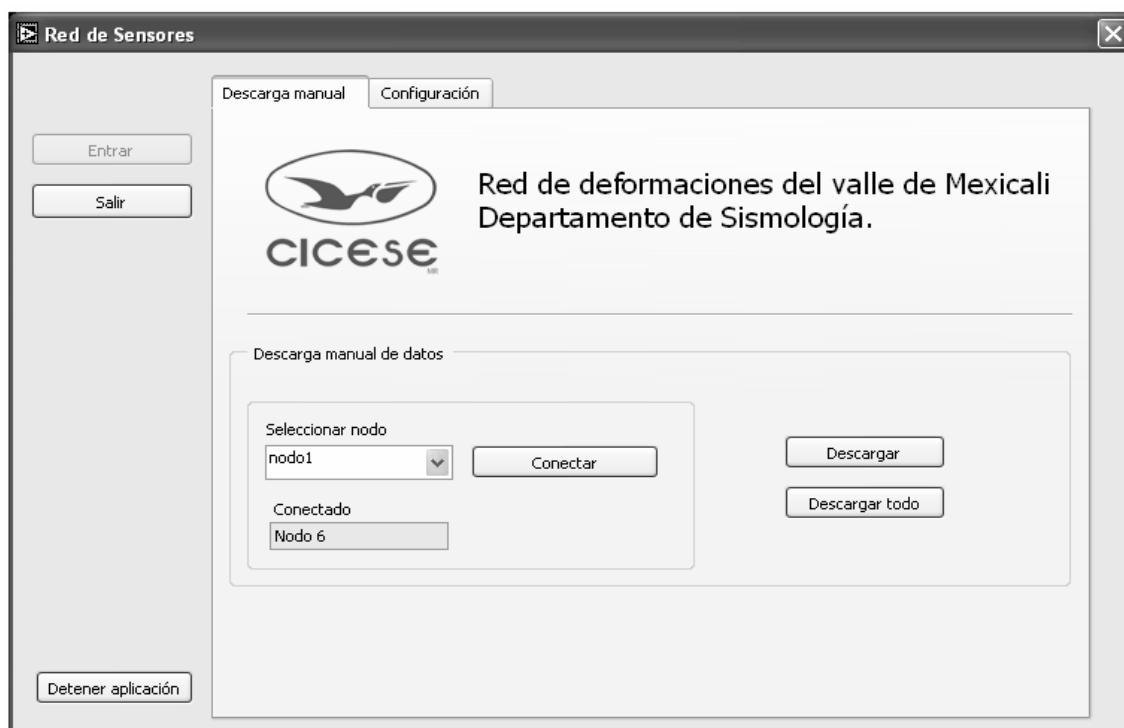 Red de Sensores
Descarga manual
Configuración
Entrar
Salir
CICESE
MR
Red de deformaciones del valle de Mexicali
Departamento de Sismología.
Descarga manual de datos
Seleccionar nodo
nodo1
Conectar
Conectado
Nodo 6
Descargar
Descargar todo
Detener aplicación